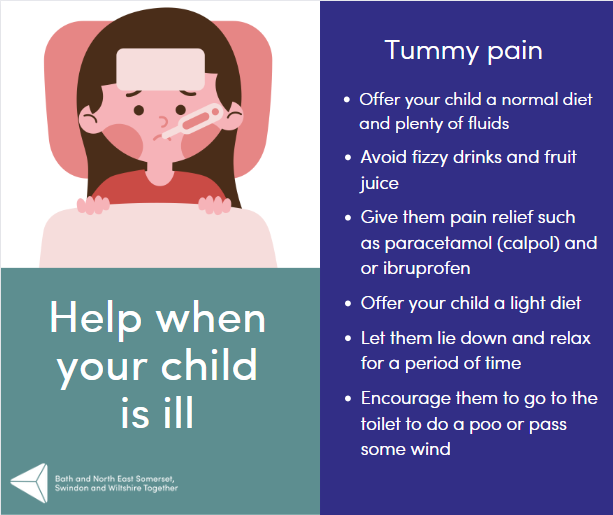 Help when
your child
is ill
Bath and North East Somerset,
Swindon and Wiltshire Together
Tummy pain
• Offer your child a normal diet
and plenty of fluids
• Avoid fizzy drinks and fruit
juice
• Give them pain relief such
as paracetamol (calpol) and
or ibruprofen
• Offer your child a light diet
• Let them lie down and relax
for a period of time
• Encourage them to go to the
toilet to do a poo or pass
some wind